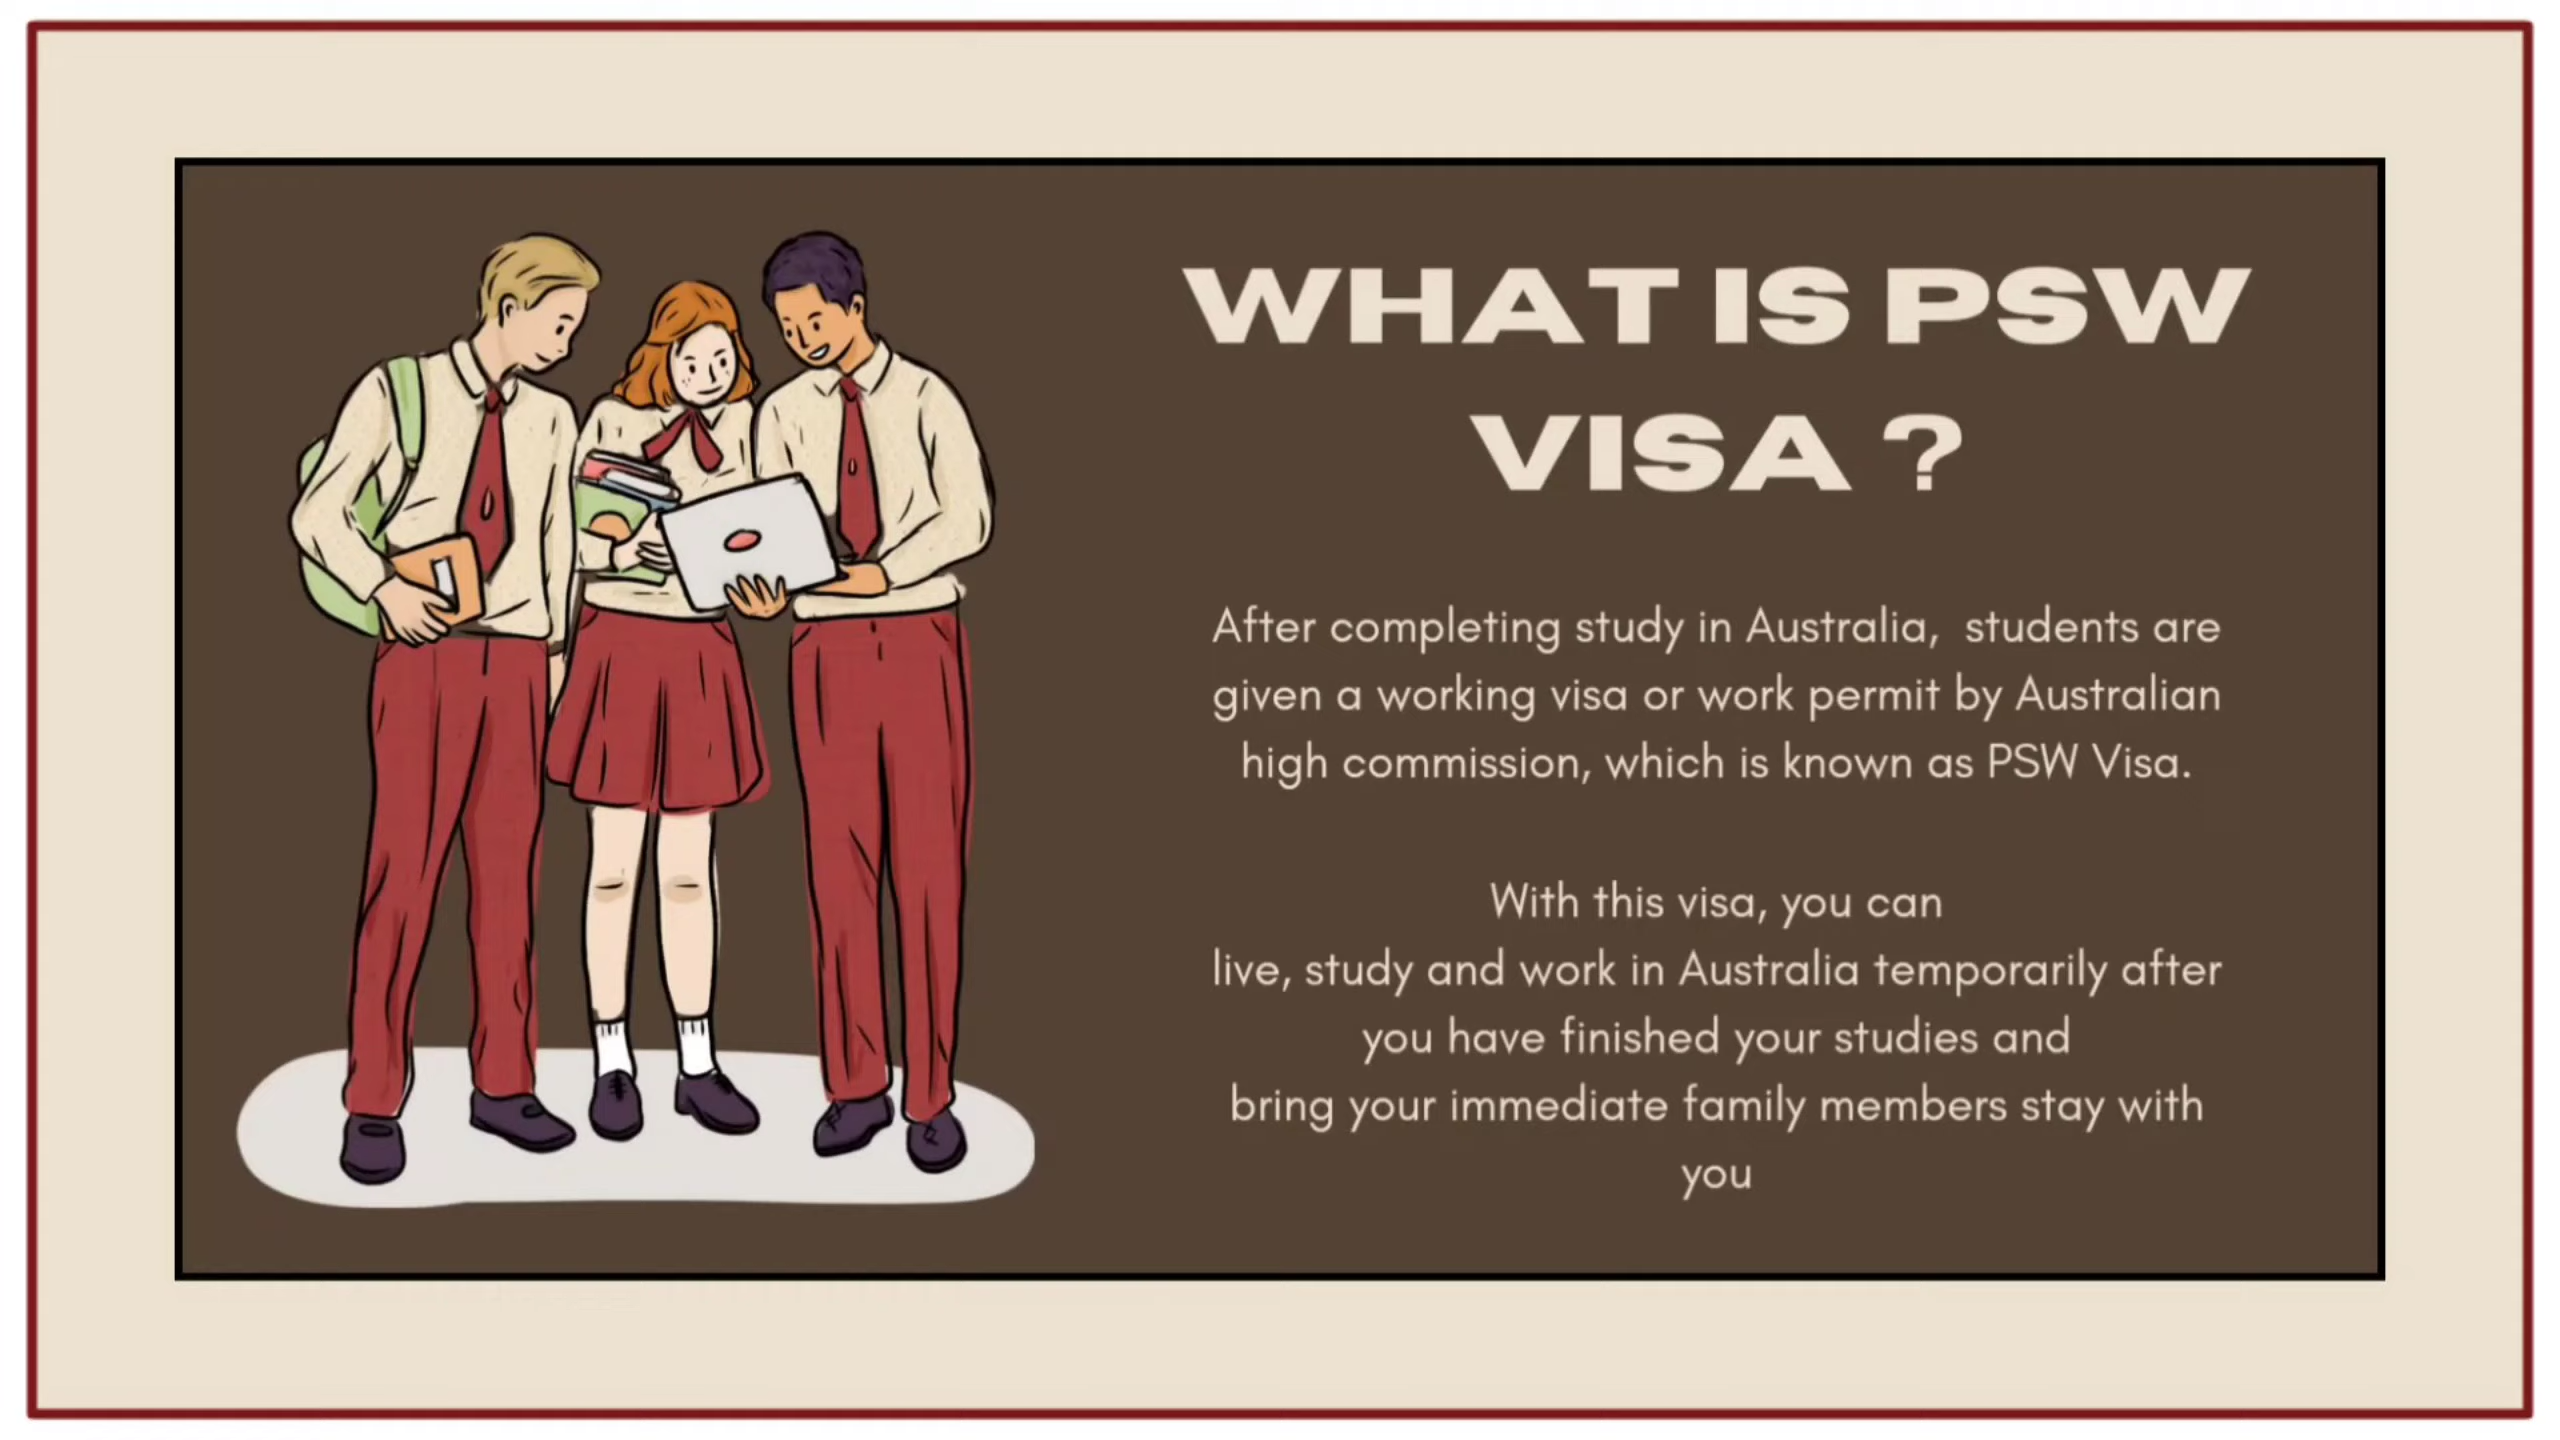 WHAT IS PSW
VISA ?
After completing study in Australia,  students are
given a working visa or work permit by Australian
high commission, which is known as PSW Visa.
With this visa, you can
live, study and work in Australia temporarily after
you have finished your studies and
bring your immediate family members stay with
you